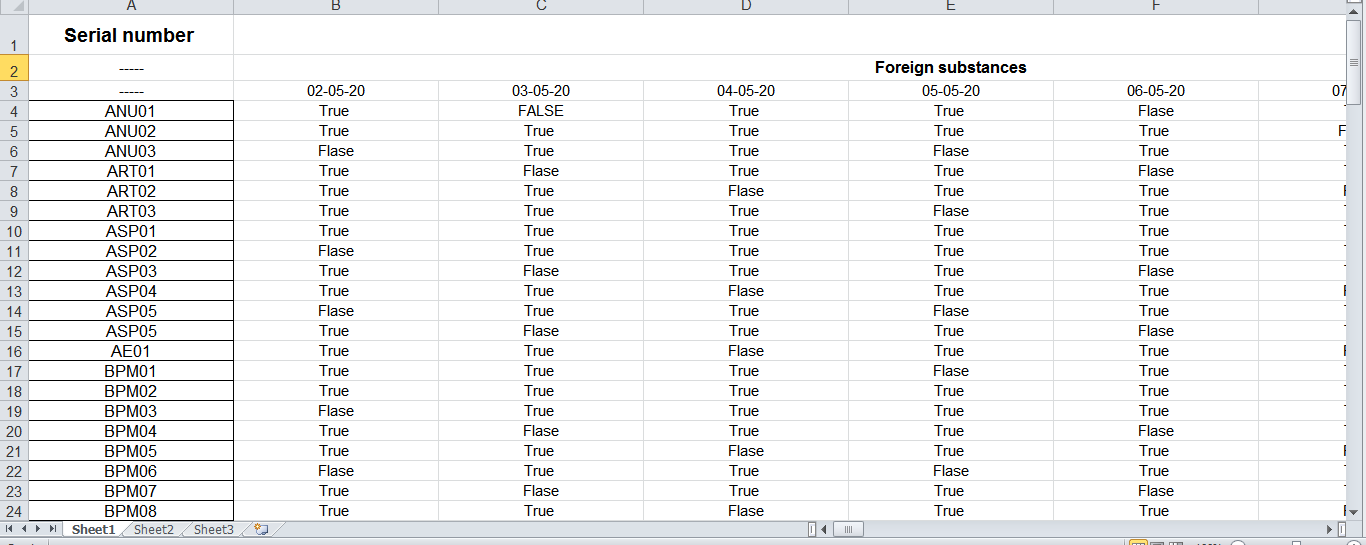 A B C D E F
1 Serial number
2 ----- Foreign substances
3 ----- 02-05-20 03-05-20 04-05-20 05-05-20 06-05-20 07
4 ANU01 True FALSE True True Flase
5 ANU02 True True True True True F
6 ANU03 Flase True True Flase True
7 ART01 True Flase True True Flase
8 ART02 True True Flase True True
9 ART03 True True True Flase True
10 ASP01 True True True True True
11 ASP02 Flase True True True True
12 ASP03 True Flase True True Flase
13 ASP04 True True Flase True True
14 ASP05 Flase True True Flase True
15 ASP05 True Flase True True Flase
16 AE01 True True Flase True True
17 BPM01 True True True Flase True
18 BPM02 True True True True True
19 BPM03 Flase True True True True
20 BPM04 True Flase True True Flase
21 BPM05 True True Flase True True
22 BPM06 Flase True True Flase True
23 BPM07 True Flase True True Flase
24 BPM08 True True Flase True True
Sheet1 Sheet2 Sheet3